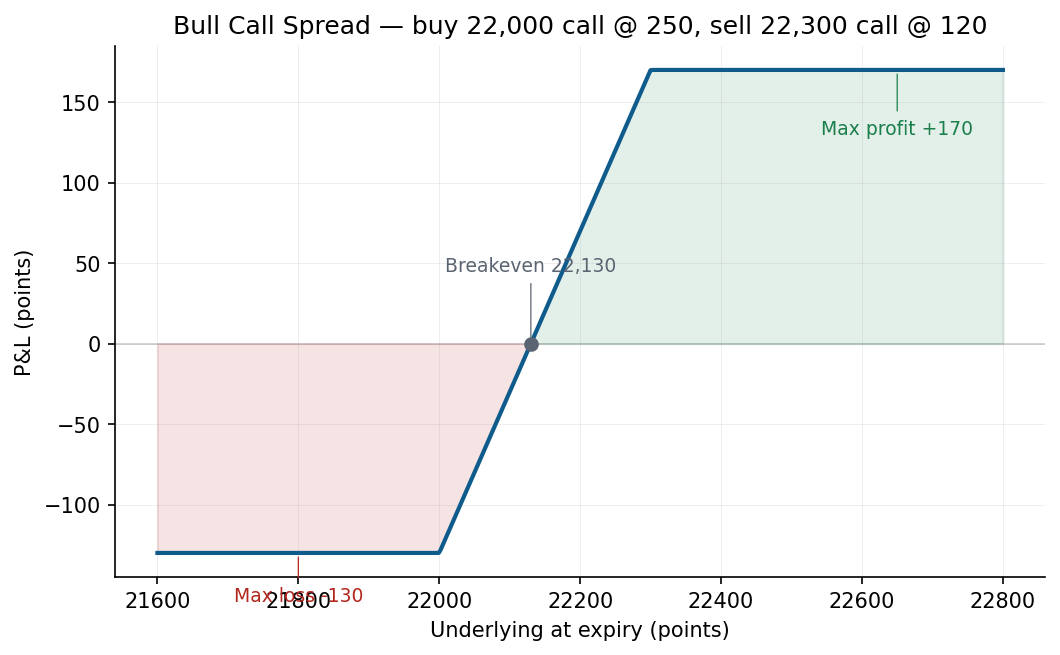 Bull Call Spread — buy 22,000 call @ 250, sell 22,300 call @ 120
P&L (points)
150
100
50
0
−50
−100
Max profit +170
Breakeven 22,130
Max loss -130
21600 21800 22000 22200 22400 22600 22800
Underlying at expiry (points)